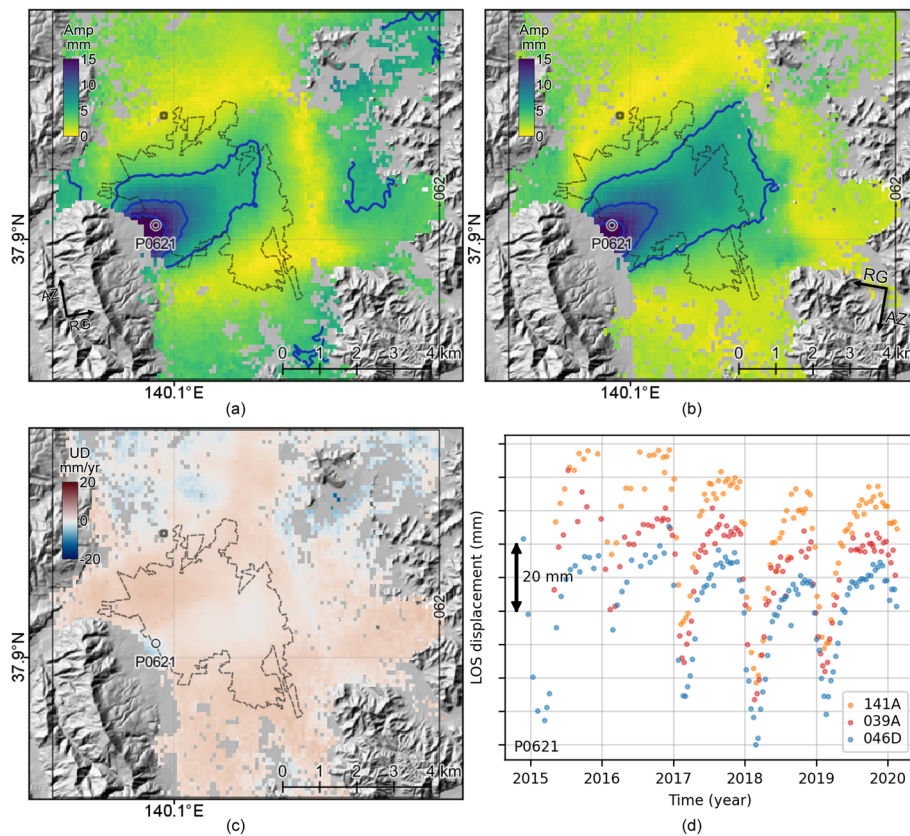 Amp
mm
15
10
5
0
P0621
37.9°N
AZ
RG
062
0 1 2 3 4 km
140.1°E
(a)
Amp
mm
15
10
5
0
P0621
37.9°N
062
RG
AZ
0 1 2 3 4 km
140.1°E
(b)
UD
mm/yr
20
0
-20
P0621
37.9°N
062
0 1 2 3 4 km
140.1°E
(c)
LOS displacement (mm)
20 mm
P0621
141A
039A
046D
2015 2016 2017 2018 2019 2020
Time (year)
(d)